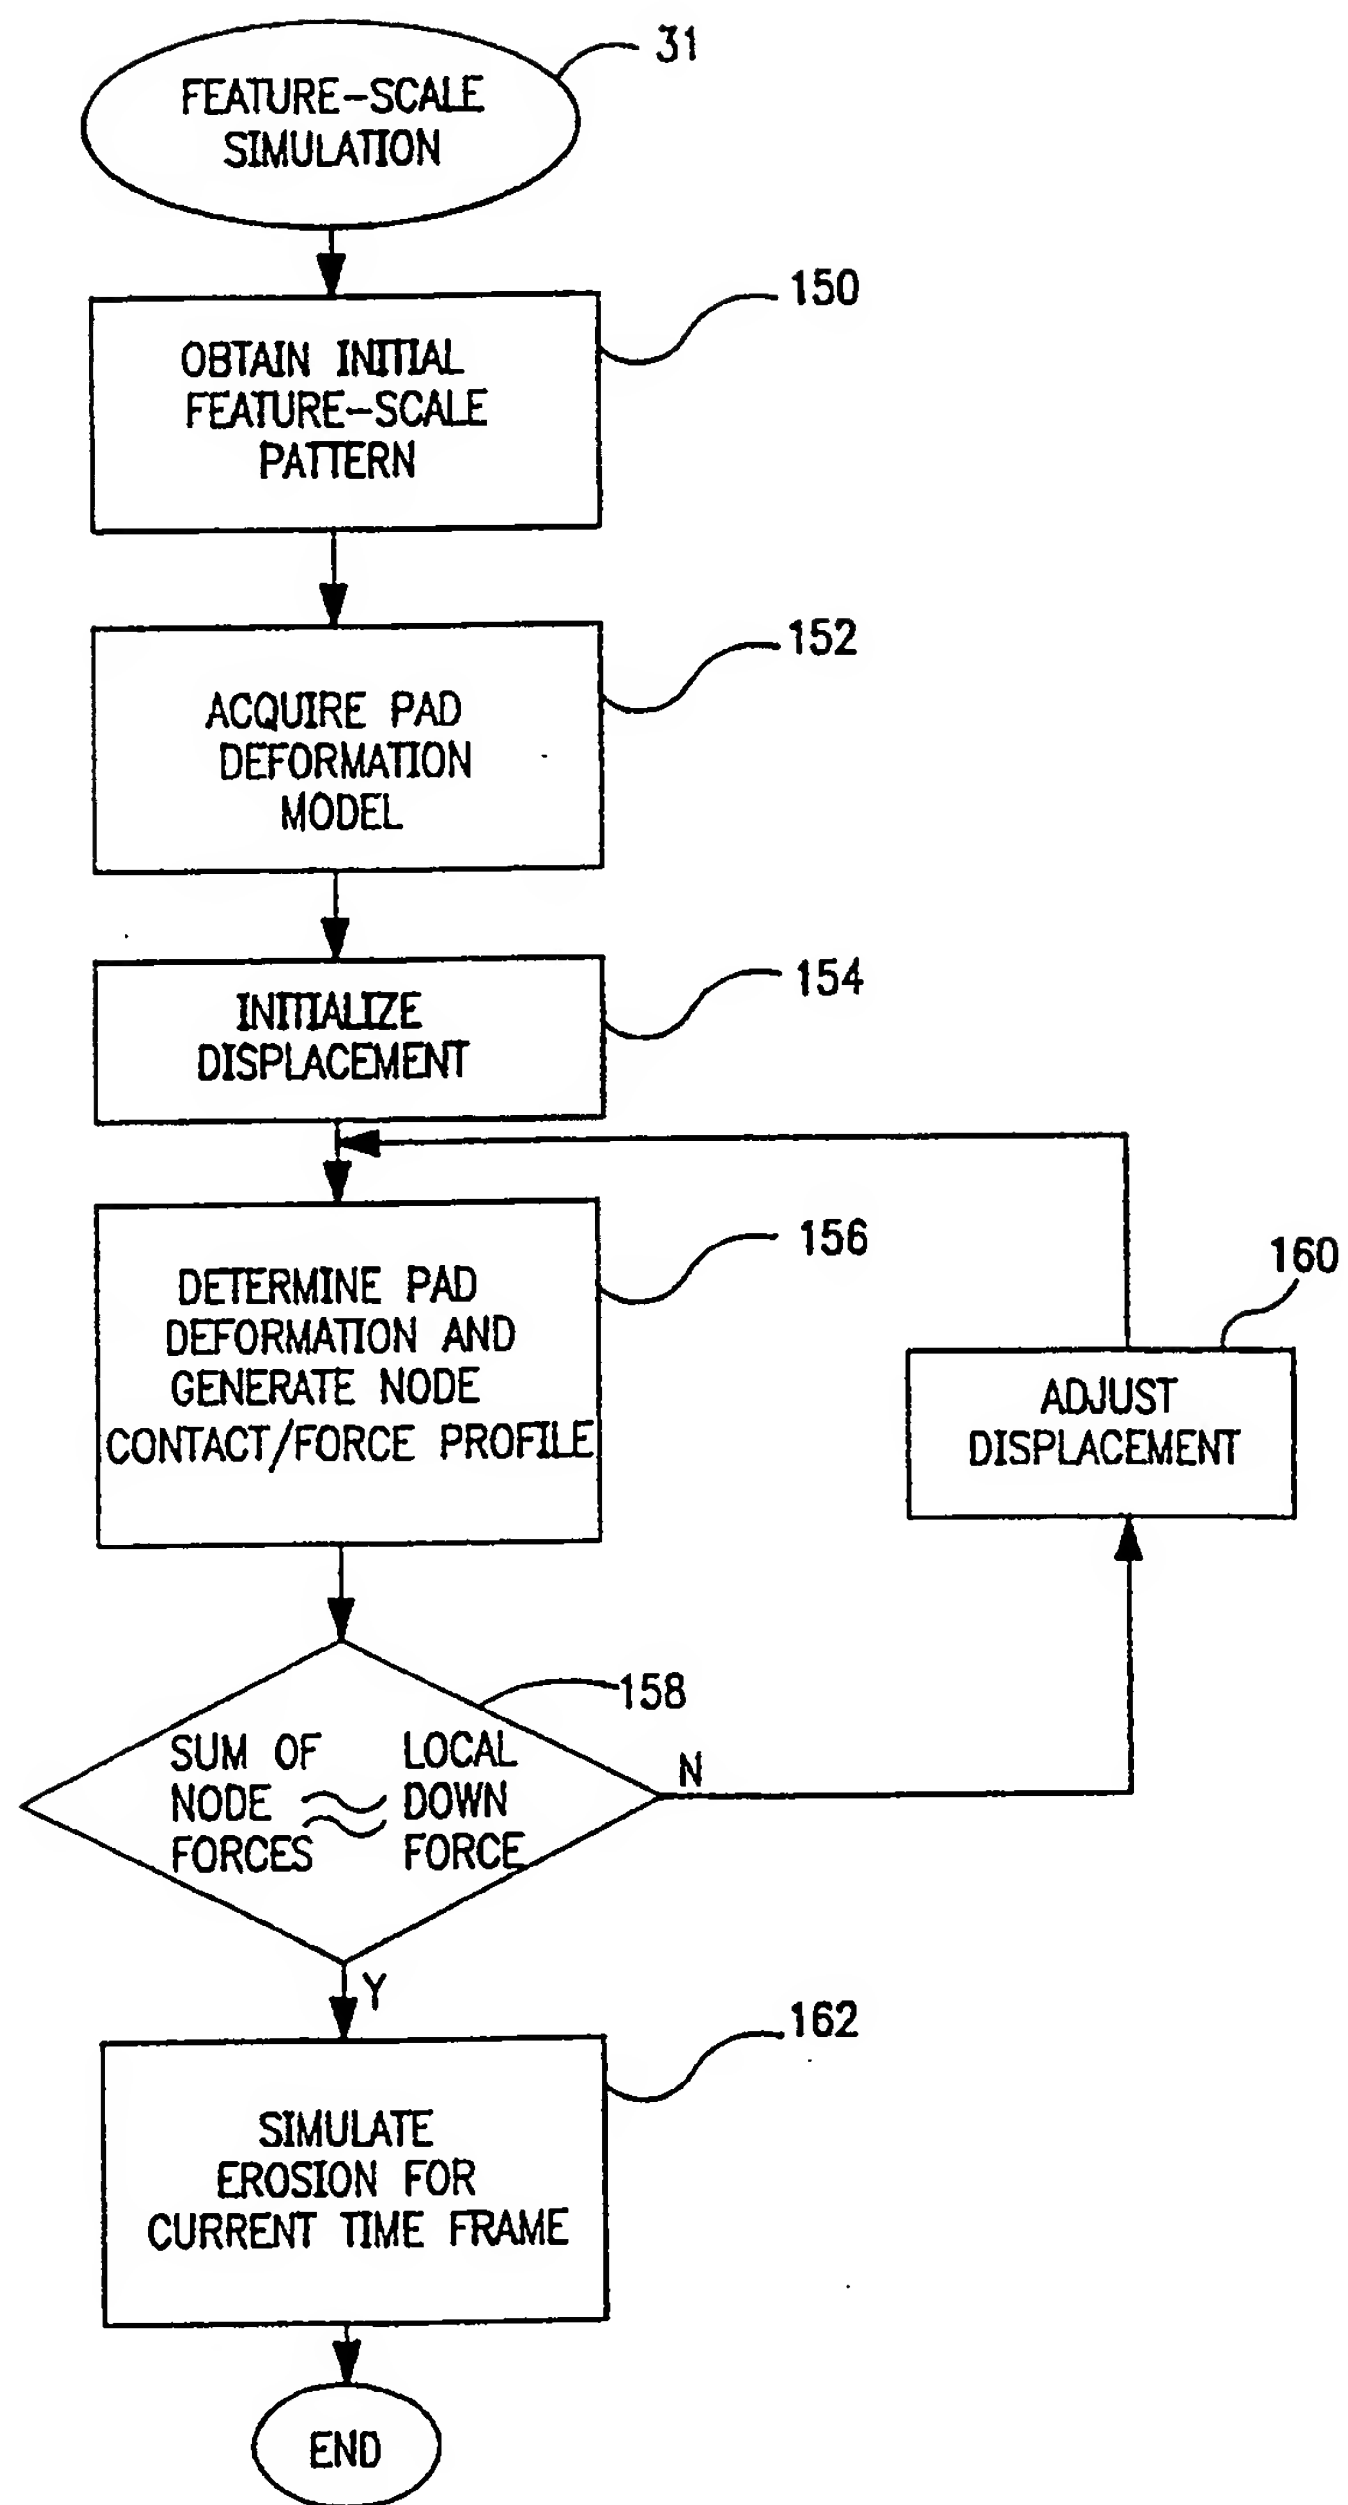 31
FEATURE-SCALE
SIMULATION
150
OBTAIN INITIAL
FEATURE-SCALE
PATTERN
152
ACQUIRE PAD
DEFORMATION
MODEL
154
INITIALIZE
DISPLACEMENT
156
DETERMINE PAD
DEFORMATION AND
GENERATE NODE
CONTACT/FORCE PROFILE
160
ADJUST
DISPLACEMENT
158
SUM OF LOCAL
NODE ≈ DOWN
FORCES FORCE
N
Y
162
SIMULATE
EROSION FOR
CURRENT TIME FRAME
END